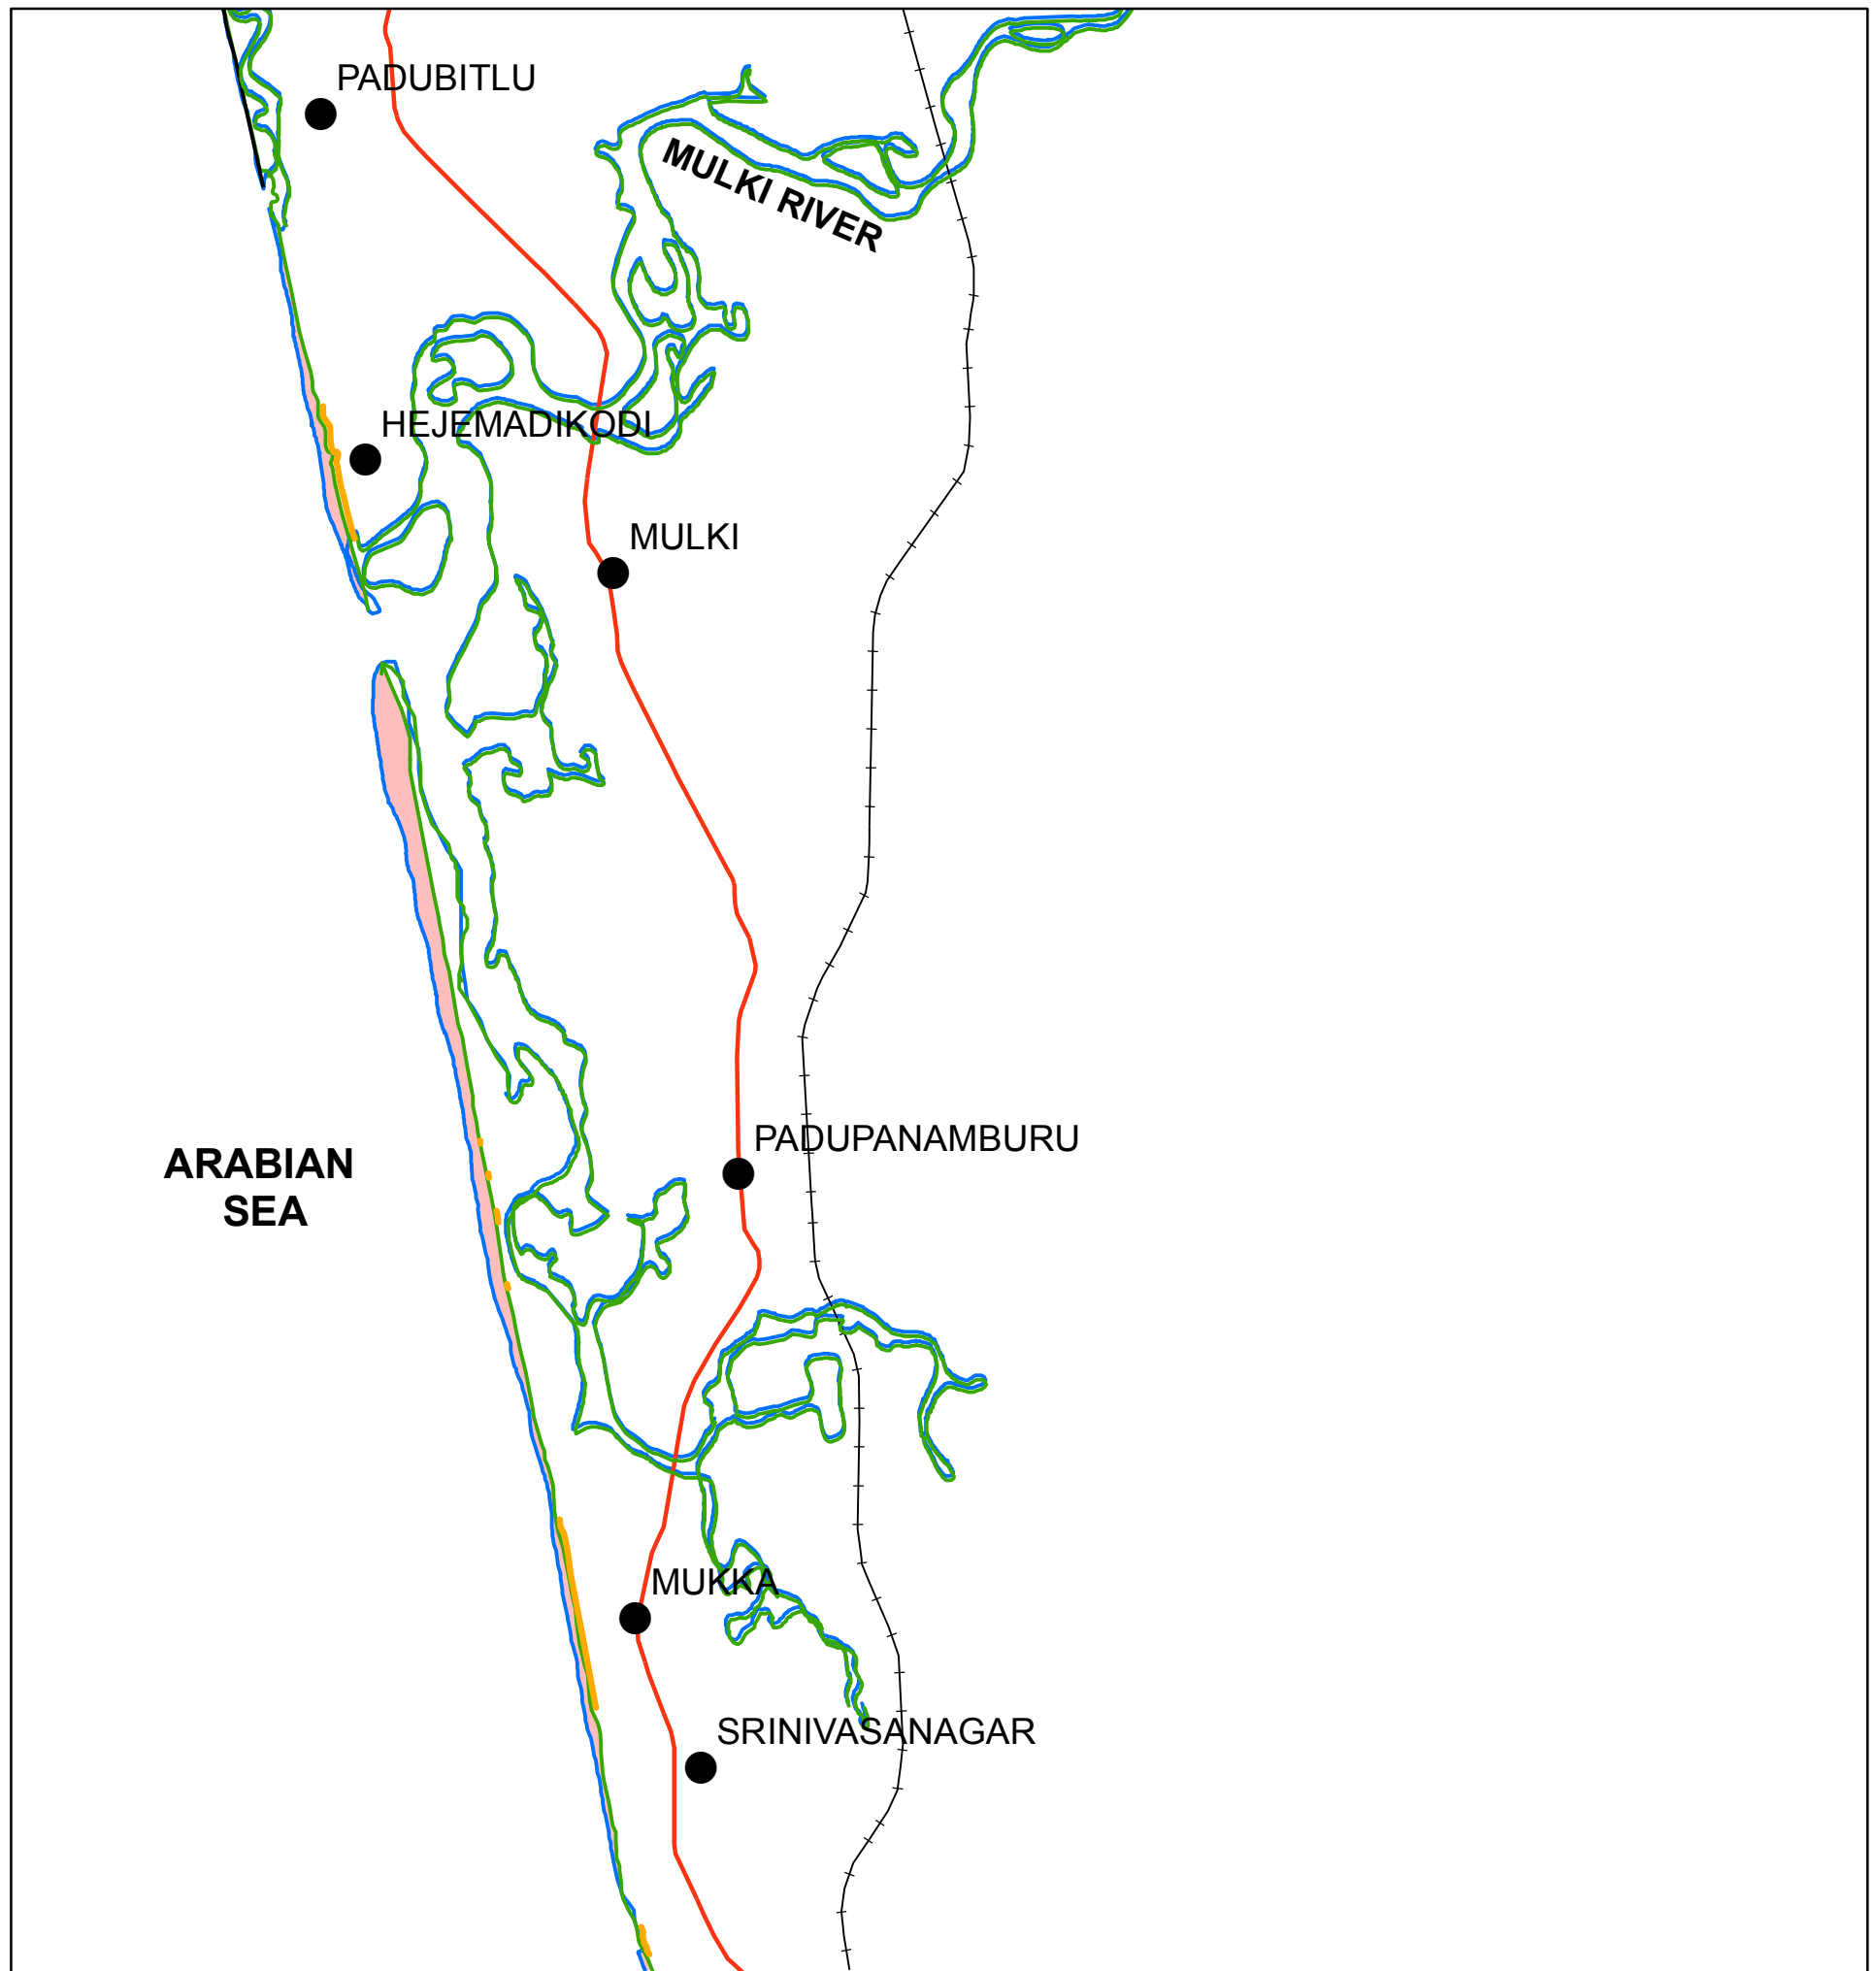 PADUBITLU
MULKI RIVER
HEJEMADIKODI
MULKI
PADUPANAMBURU
ARABIAN
SEA
MUKKA
SRINIVASANAGAR